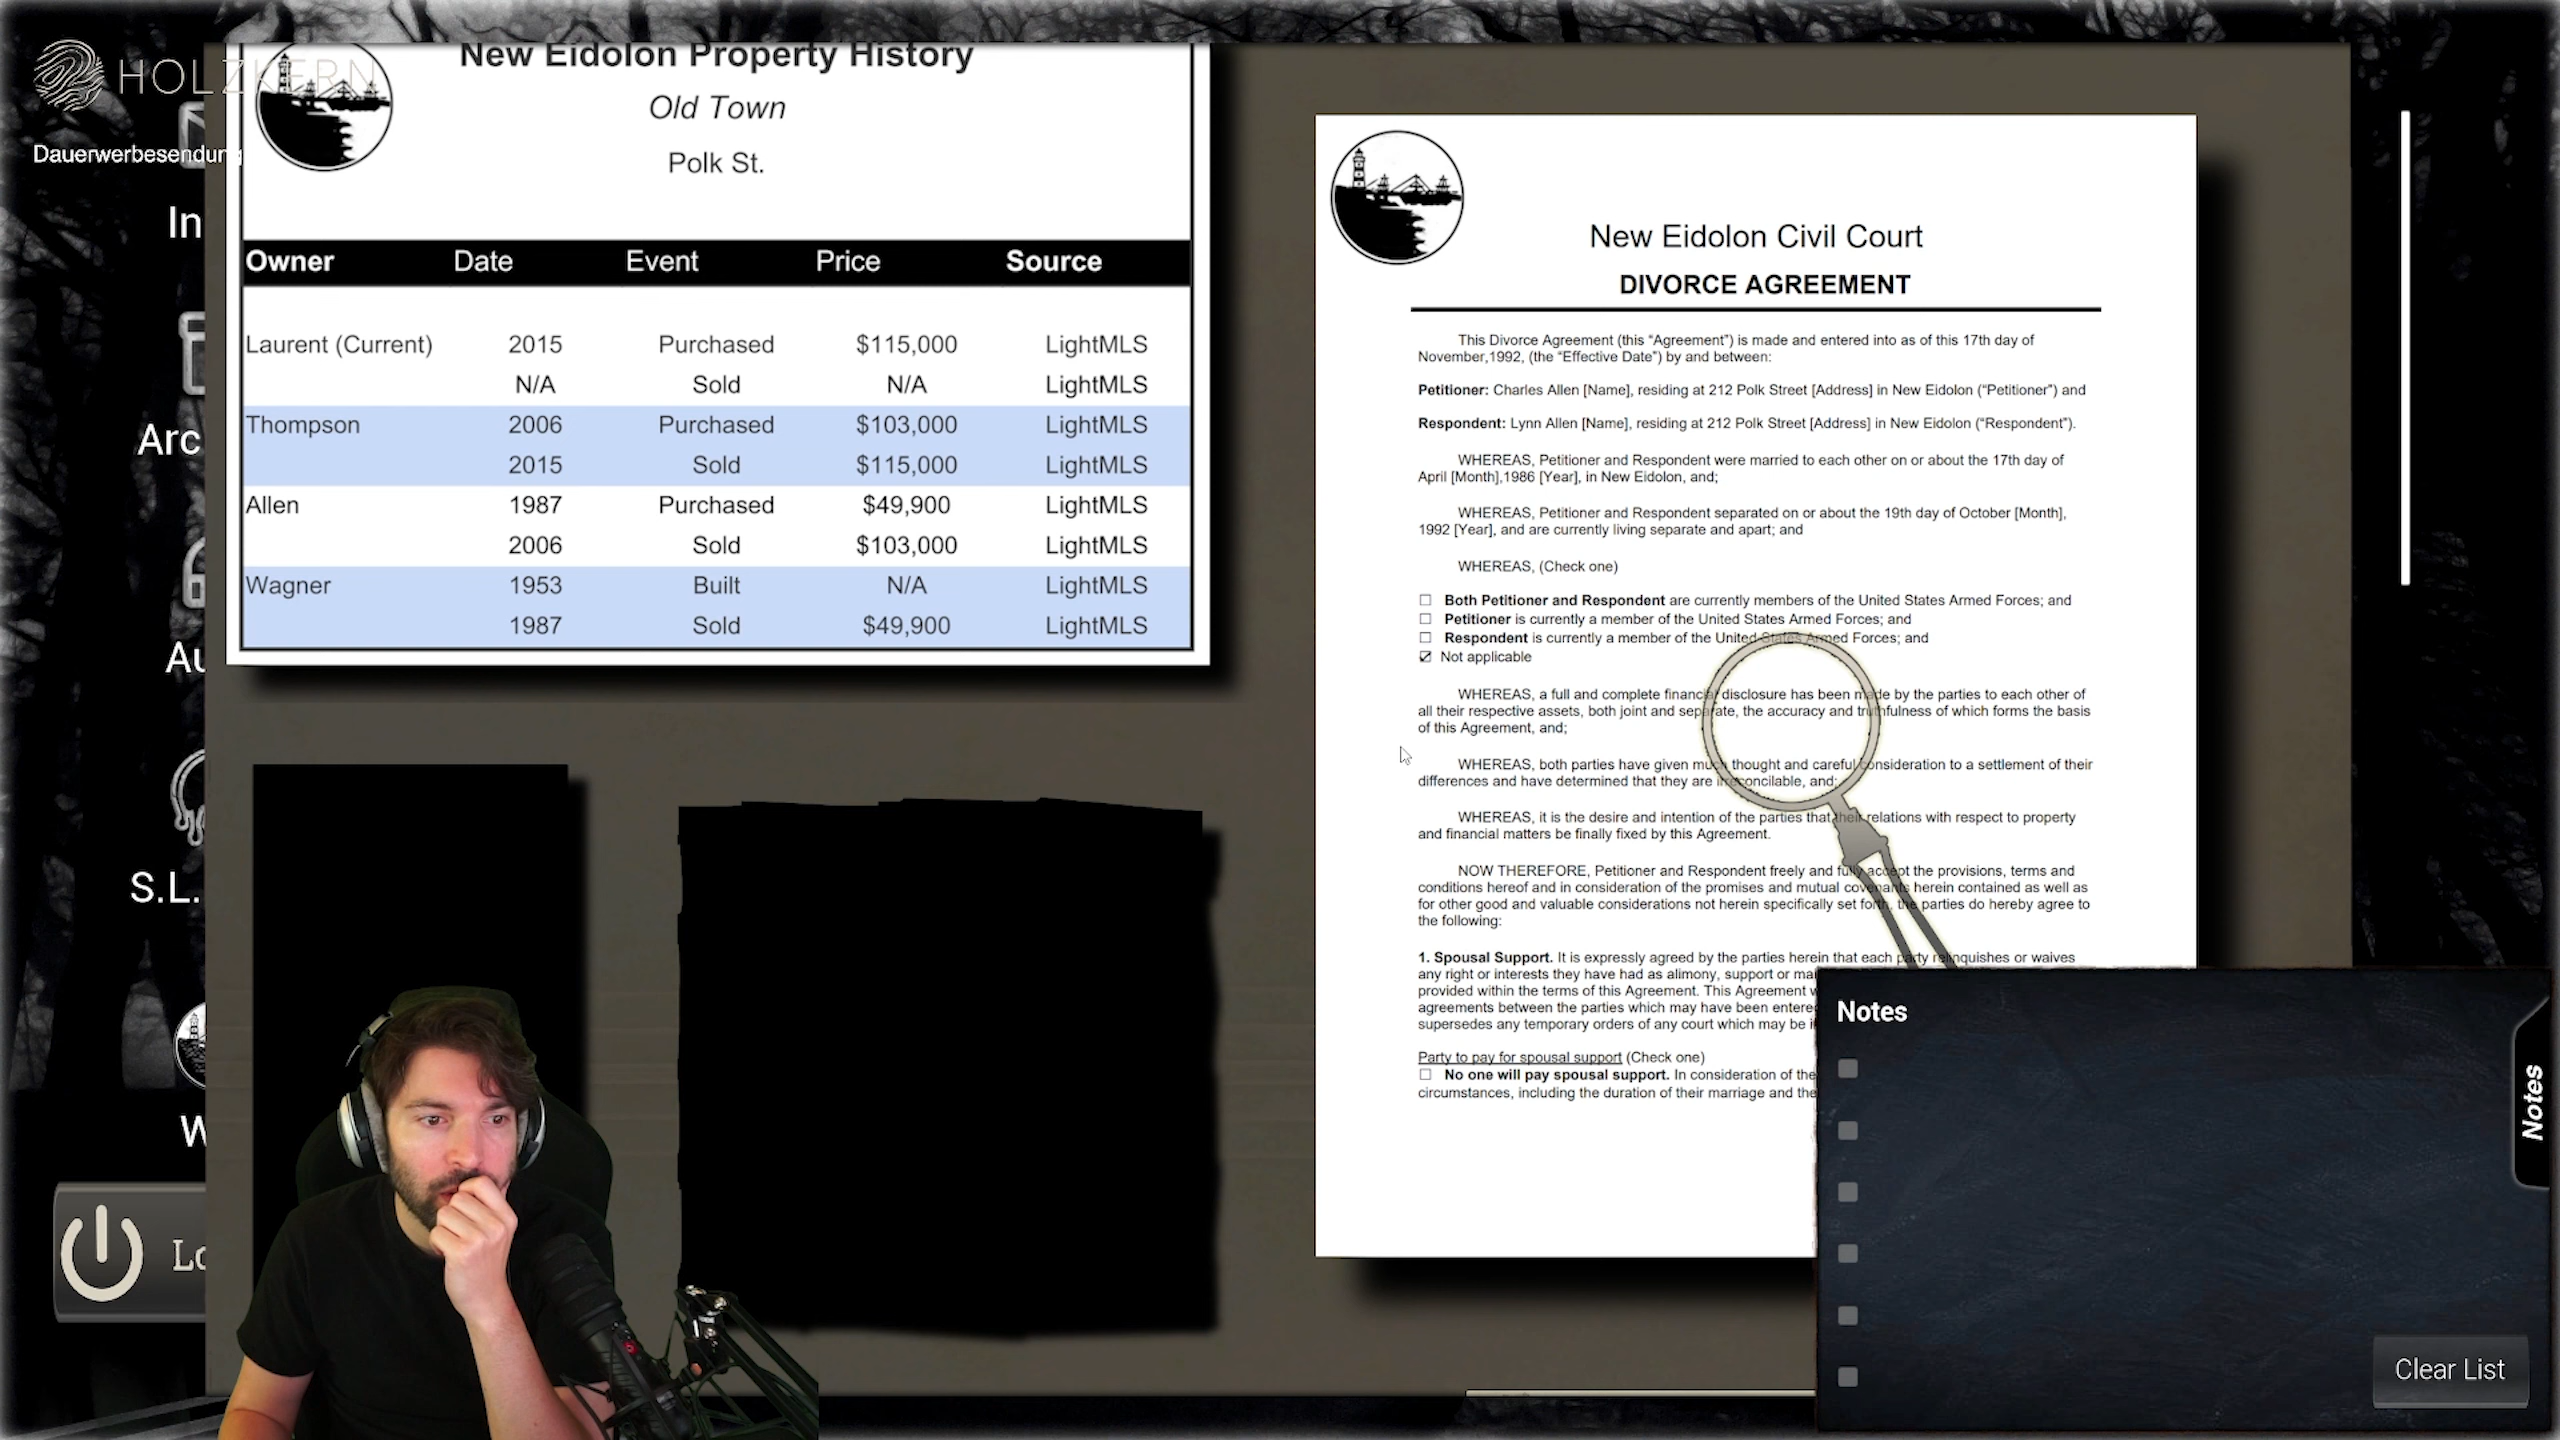 HOLZKERN
Dauerwerbesendung
In
Arc
Au
S.L.
W
Lo
New Eidolon Property History
Old Town
Polk St.
Owner Date Event Price Source
Laurent (Current) 2015 Purchased $115,000 LightMLS
N/A Sold N/A LightMLS
Thompson 2006 Purchased $103,000 LightMLS
2015 Sold $115,000 LightMLS
Allen 1987 Purchased $49,900 LightMLS
2006 Sold $103,000 LightMLS
Wagner 1953 Built N/A LightMLS
1987 Sold $49,900 LightMLS
New Eidolon Civil Court
DIVORCE AGREEMENT
This Divorce Agreement (this “Agreement”) is made and entered into as of this 17th day of
November,1992, (the “Effective Date”) by and between:
Petitioner: Charles Allen [Name], residing at 212 Polk Street [Address] in New Eidolon (“Petitioner”) and
Respondent: Lynn Allen [Name], residing at 212 Polk Street [Address] in New Eidolon (“Respondent”).
WHEREAS, Petitioner and Respondent were married to each other on or about the 17th day of
April [Month],1986 [Year], in New Eidolon, and;
WHEREAS, Petitioner and Respondent separated on or about the 19th day of October [Month],
1992 [Year], and are currently living separate and apart; and
WHEREAS, (Check one)
☐ Both Petitioner and Respondent are currently members of the United States Armed Forces; and
☐ Petitioner is currently a member of the United States Armed Forces; and
☐ Respondent is currently a member of the United States Armed Forces; and
☑ Not applicable
WHEREAS, a full and complete financial disclosure has been made by the parties to each other of
all their respective assets, both joint and separate, the accuracy and truthfulness of which forms the basis
of this Agreement, and;
WHEREAS, both parties have given much thought and careful consideration to a settlement of their
differences and have determined that they are irreconcilable, and;
WHEREAS, it is the desire and intention of the parties that their relations with respect to property
and financial matters be finally fixed by this Agreement.
NOW THEREFORE, Petitioner and Respondent freely and fully accept the provisions, terms and
conditions hereof and in consideration of the promises and mutual covenants herein contained as well as
for other good and valuable considerations not herein specifically set forth, the parties do hereby agree to
the following:
1. Spousal Support. It is expressly agreed by the parties herein that each party relinquishes or waives
any right or interests they have had as alimony, support or mai
provided within the terms of this Agreement. This Agreement w
agreements between the parties which may have been entere
supersedes any temporary orders of any court which may be i
Party to pay for spousal support (Check one)
☐ No one will pay spousal support. In consideration of the
circumstances, including the duration of their marriage and the
Notes
Notes
Clear List